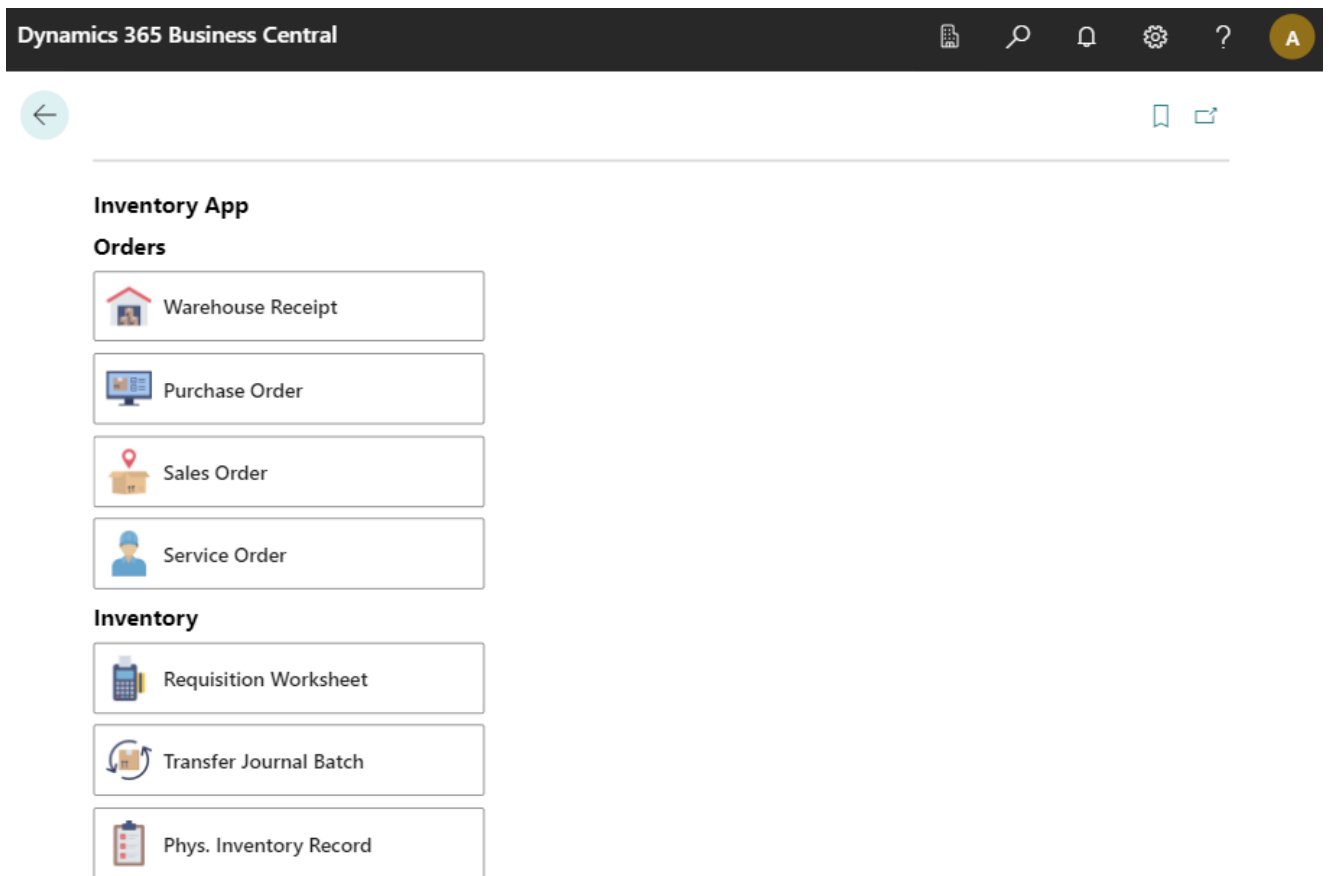 Dynamics 365 Business Central
?
A
Inventory App
Orders
Warehouse Receipt
Purchase Order
Sales Order
Service Order
Inventory
Requisition Worksheet
Transfer Journal Batch
Phys. Inventory Record